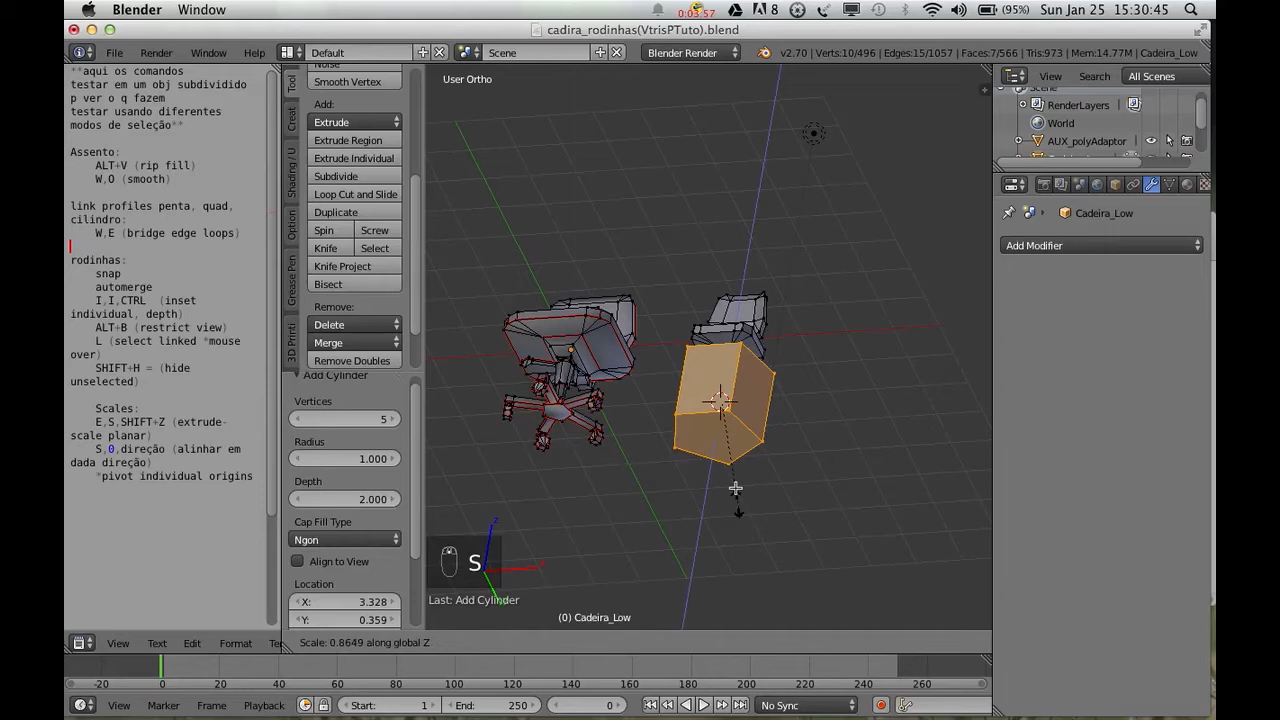 Blender Window
03:57 8 (95%) Sun Jan 25 15:30:45
cadira_rodinhas(VtrisPTuto).blend
File Render Window Help Default Scene Blender Render v2.70 | Verts:10/496 | Edges:15/1057 | Faces:7/566 | Tris:973 | Mem:14.77M | Cadeira_Low
**aqui os comandos
testar em um obj subdividido
p ver o q fazem
testar usando diferentes
modos de seleção**
Assento:
ALT+V (rip fill)
W,O (smooth)
link profiles penta, quad,
cilindro:
W,E (bridge edge loops)
rodinhas:
snap
automerge
I,I,CTRL (inset
individual, depth)
ALT+B (restrict view)
L (select linked *mouse
over)
SHIFT+H = (hide
unselected)
Scales:
E,S,SHIFT+Z (extrude-
scale planar)
S,0,direção (alinhar em
dada direção)
*pivot individual origins
View Text Edit Format
Tool
Creat
Shading / U
Option
Grease Pen
3D Printi
Noise
Smooth Vertex
Add:
Extrude
Extrude Region
Extrude Individual
Subdivide
Loop Cut and Slide
Duplicate
Spin Screw
Knife Select
Knife Project
Bisect
Remove:
Delete
Merge
Remove Doubles
Add Cylinder
Vertices
5
Radius
1.000
Depth
2.000
Cap Fill Type
Ngon
Align to View
Location
X: 3.328
Y: 0.359
User Ortho
z
x
S
Last: Add Cylinder
(0) Cadeira_Low
Scale: 0.8649 along global Z
View Search All Scenes
Scene
RenderLayers
World
AUX_polyAdaptor
Cadeira_Low
Add Modifier
-20 0 20 40 60 80 100 120 140 160 180 200 220 240 260
View Marker Frame Playback Start: 1 End: 250 0 No Sync